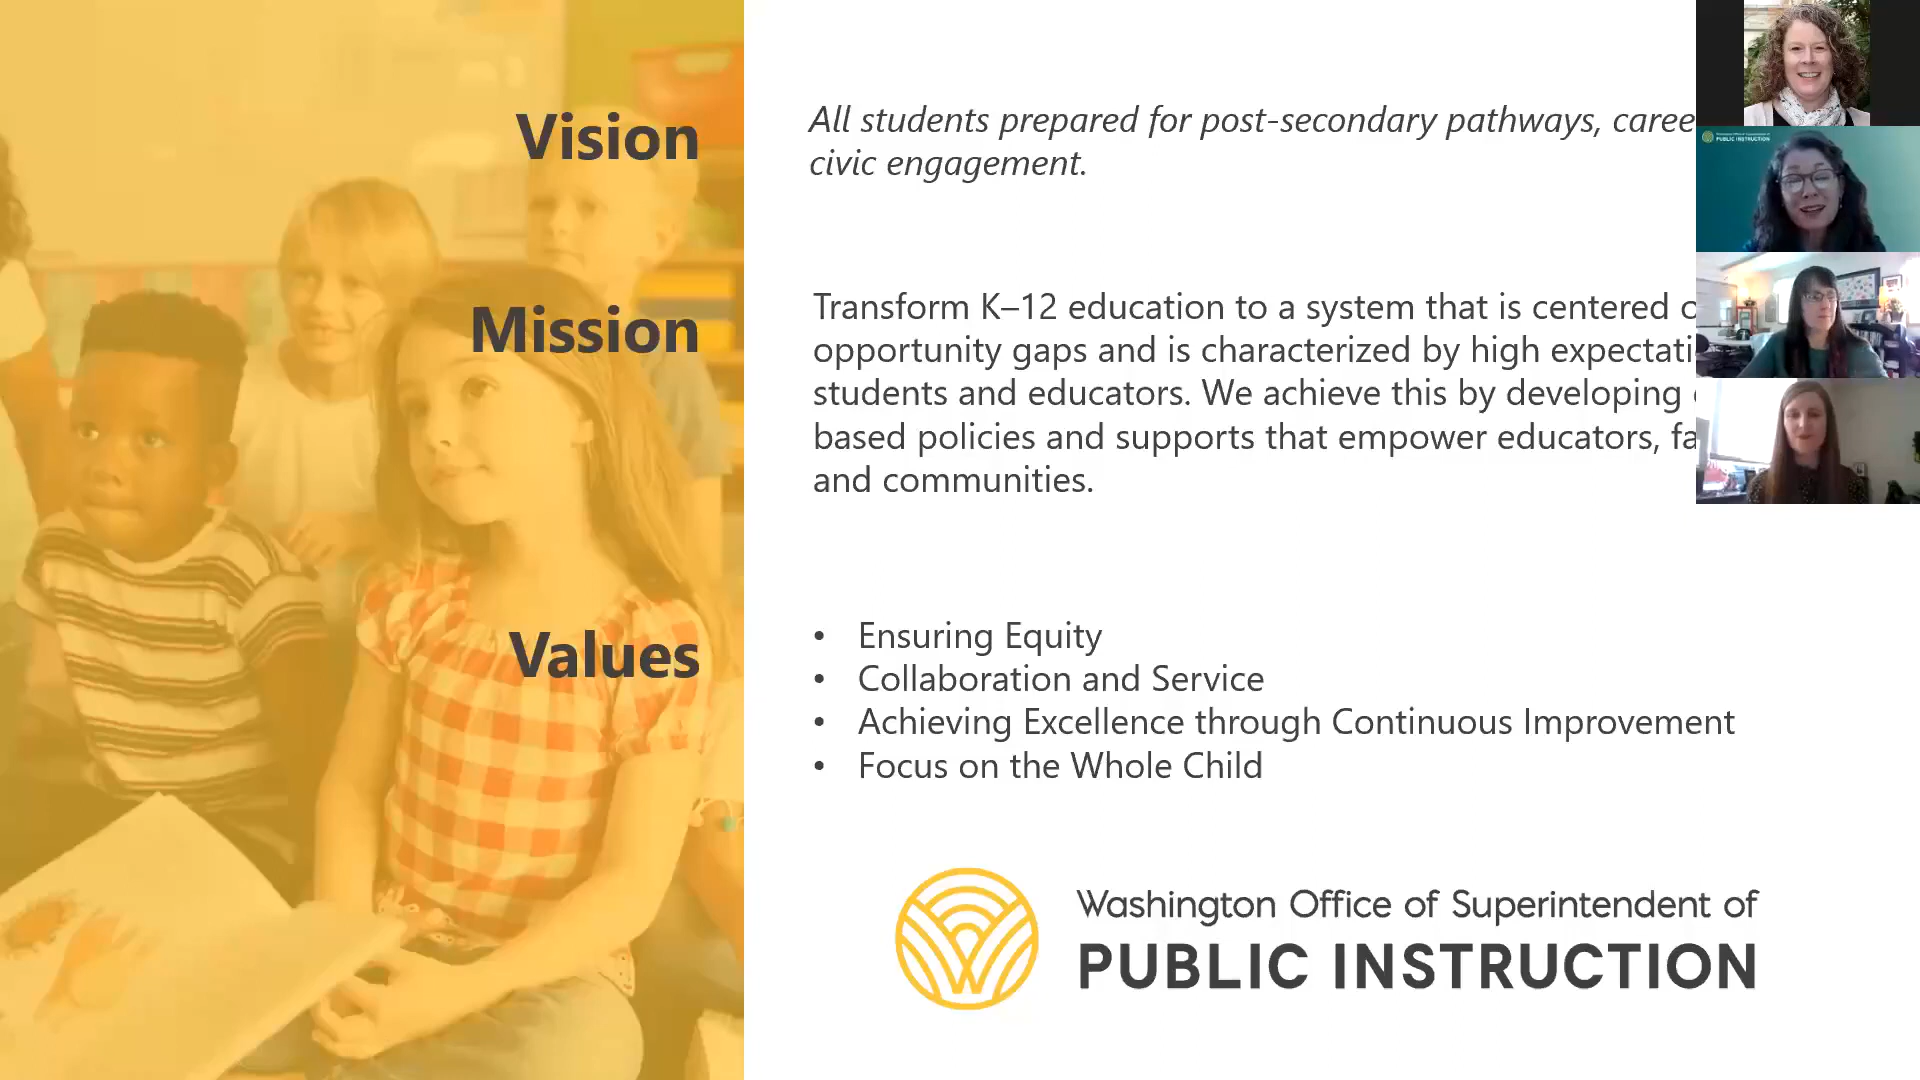 Vision
All students prepared for post-secondary pathways,
civic engagement.
Mission
Transform K–12 education to a system that is centered
opportunity gaps and is characterized by high
students and educators. We achieve this by developing
based policies and supports that empower educators,
and communities.
Values
• Ensuring Equity
• Collaboration and Service
• Achieving Excellence through Continuous Improvement
• Focus on the Whole Child
Washington Office of Superintendent of
PUBLIC INSTRUCTION
PUBLIC INSTRUCTION